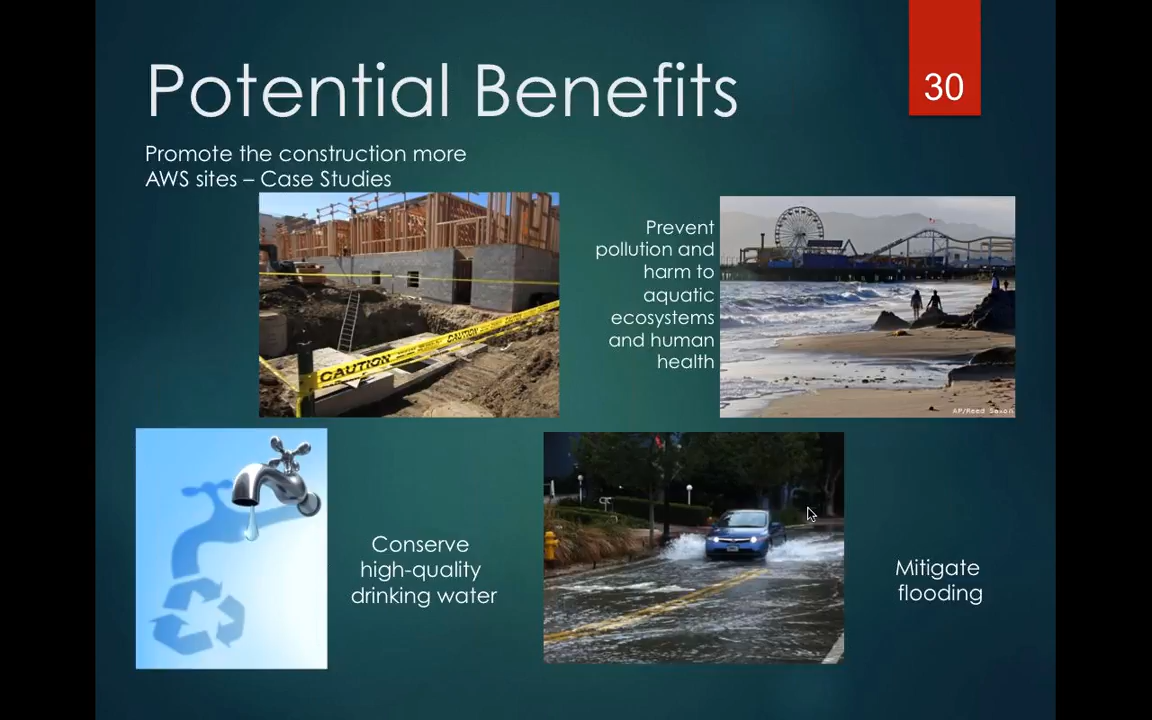 Potential Benefits
30
Promote the construction more
AWS sites – Case Studies
CAUTION
CAUTION
Prevent
pollution and
harm to
aquatic
ecosystems
and human
health
AP/Reed Saxon
Conserve
high-quality
drinking water
Mitigate
flooding